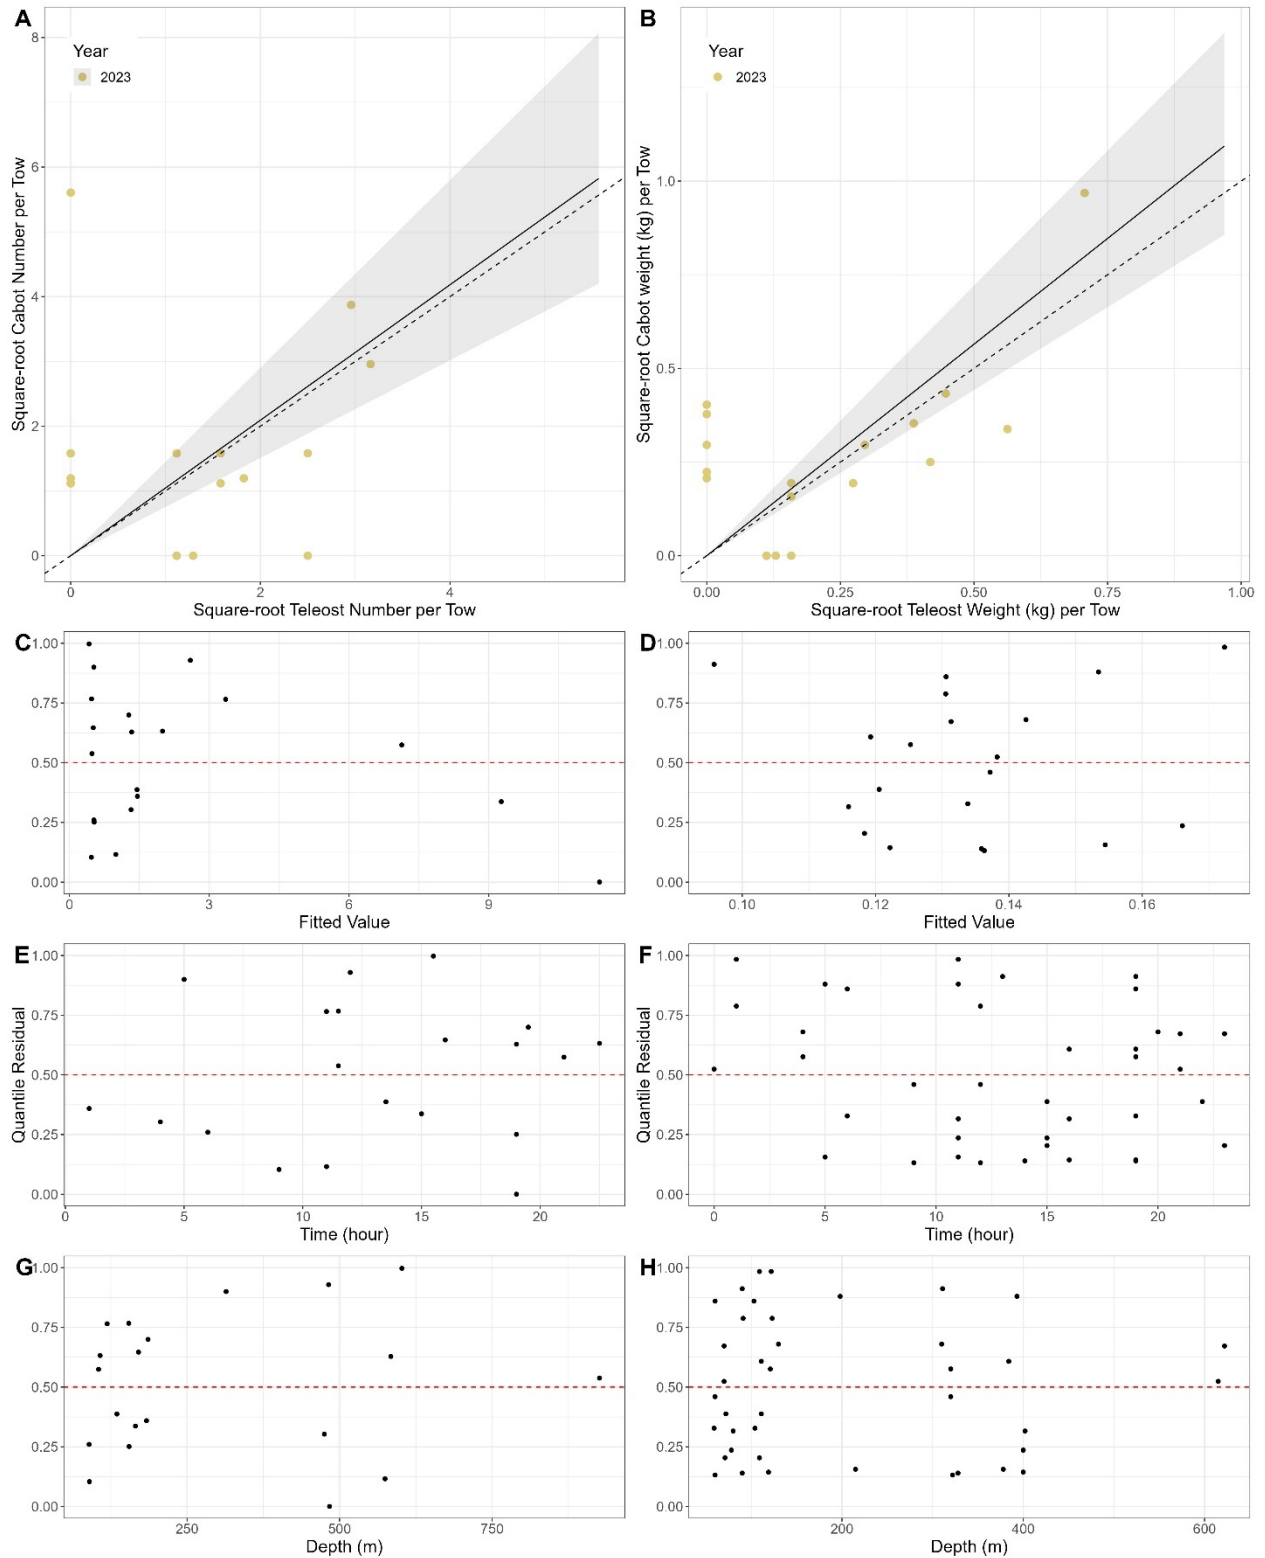 A
Year
2023
8
6
4
2
0
Square-root Cabot Number per Tow
0 2 4
Square-root Teleost Number per Tow
B
Year
2023
1.0
0.5
0.0
Square-root Cabot weight (kg) per Tow
0.00 0.25 0.50 0.75 1.00
Square-root Teleost Weight (kg) per Tow
C
1.00
0.75
0.50
0.25
0.00
0 3 6 9
Fitted Value
D
1.00
0.75
0.50
0.25
0.00
0.10 0.12 0.14 0.16
Fitted Value
E
1.00
0.75
0.50
0.25
0.00
Quantile Residual
0 5 10 15 20
Time (hour)
F
1.00
0.75
0.50
0.25
0.00
Quantile Residual
0 5 10 15 20
Time (hour)
G
1.00
0.75
0.50
0.25
0.00
250 500 750
Depth (m)
H
1.00
0.75
0.50
0.25
0.00
200 400 600
Depth (m)